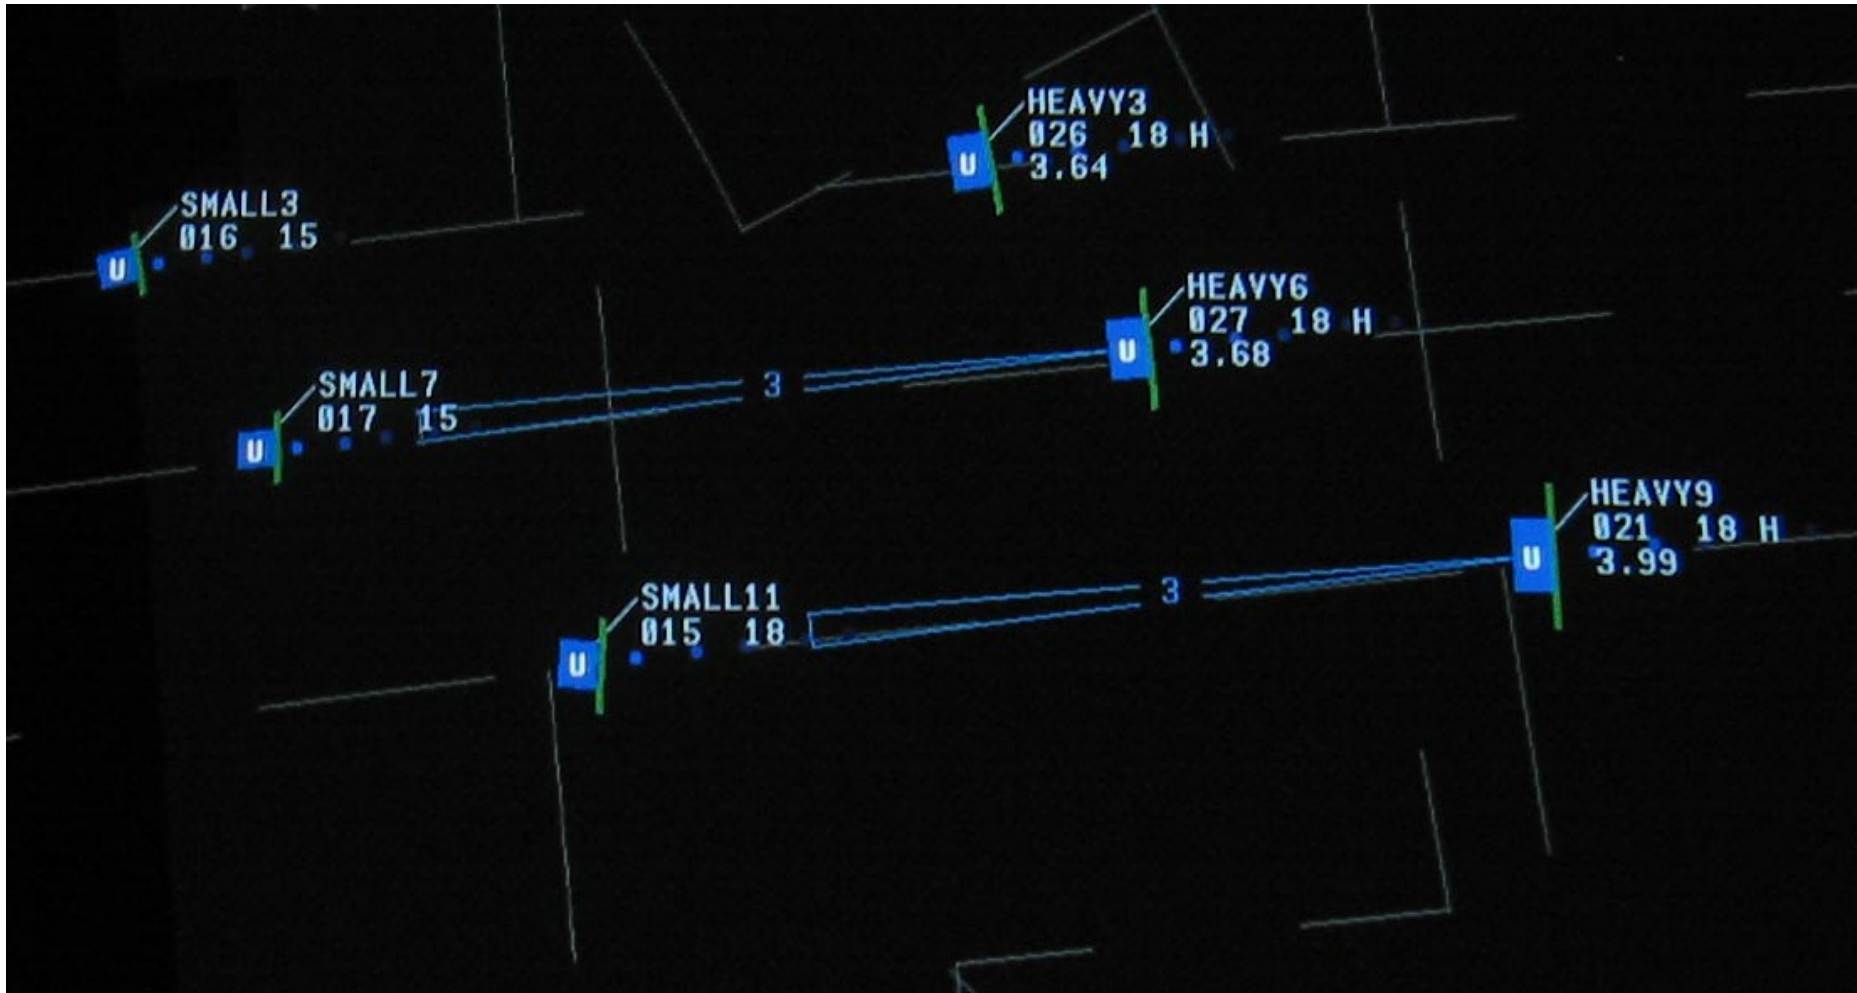 HEAVY3
026 18 H
U
3.64
SMALL3
016 15
U
HEAVY6
027 18 H
U
3.68
SMALL7
3
017 15
U
HEAVY9
021 18 H
U
3.99
SMALL11
3
015 18
U